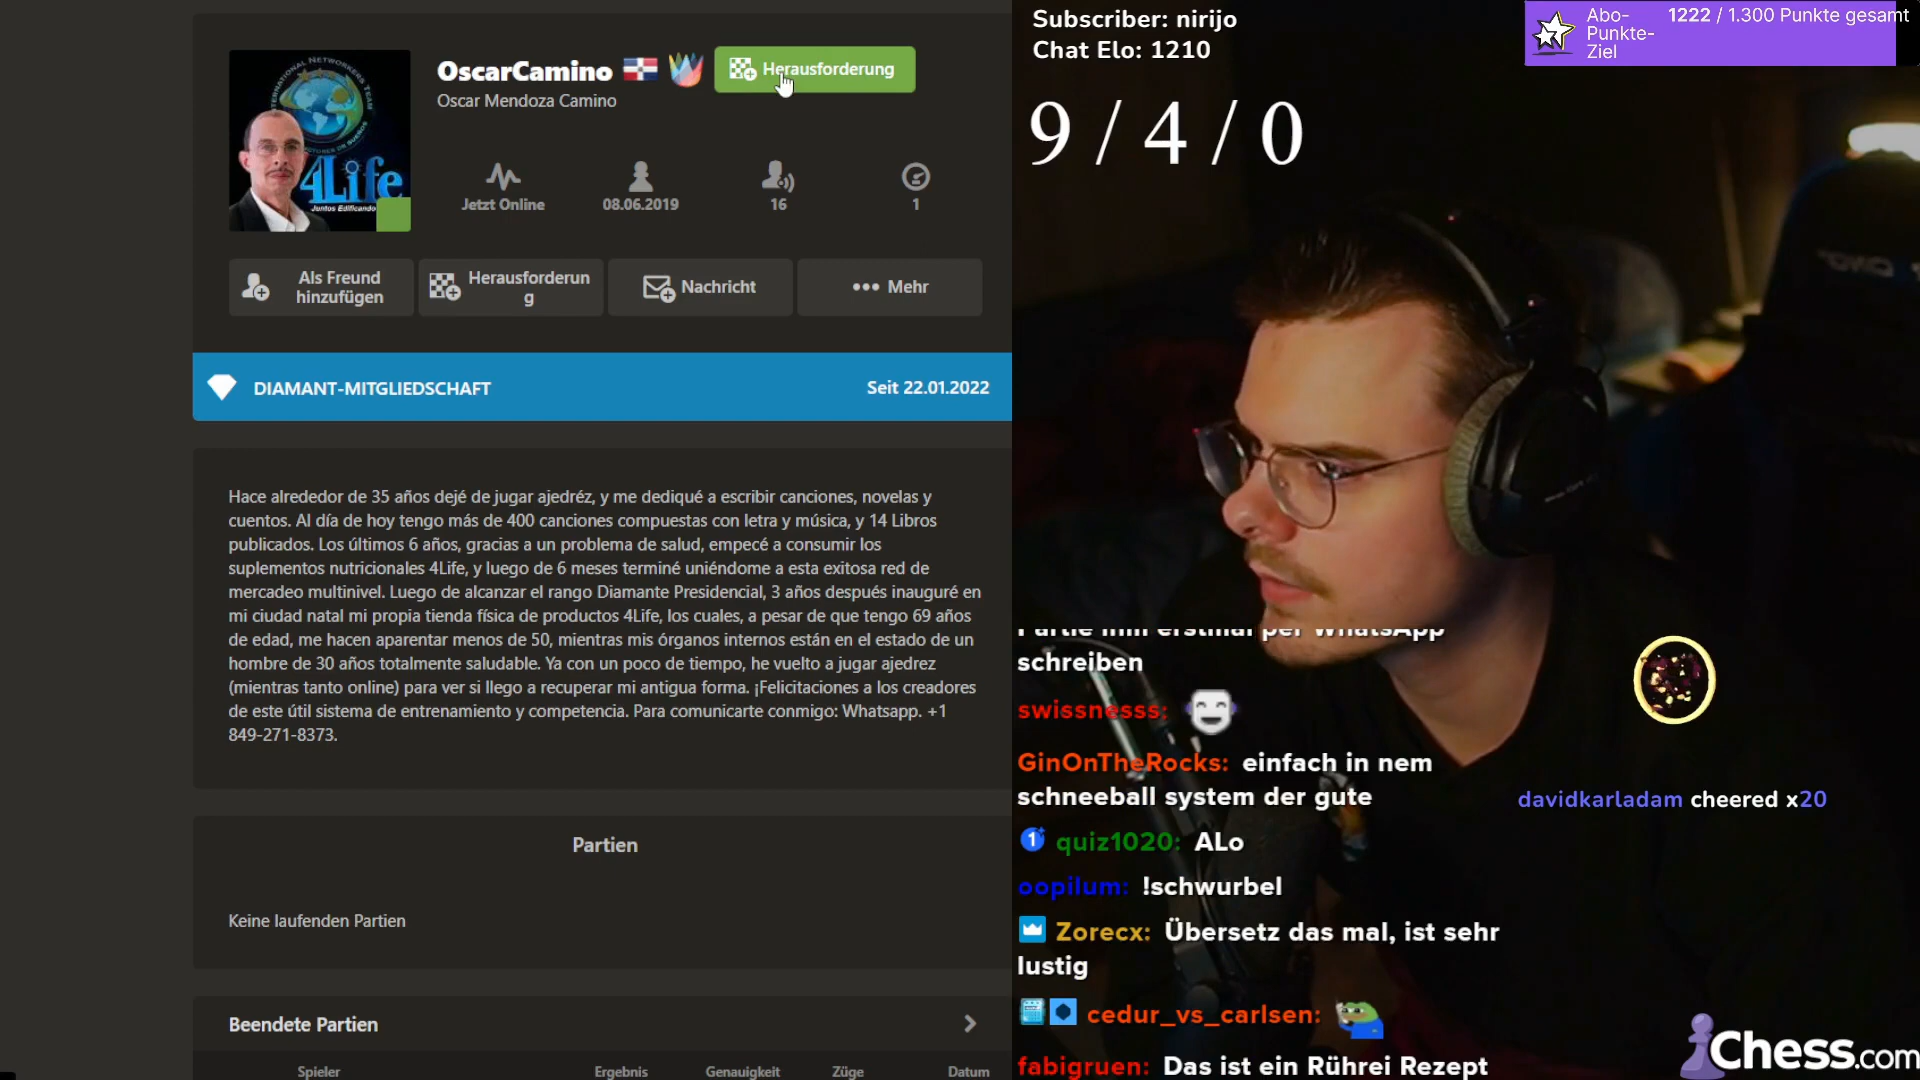 OscarCamino
Herausforderung
Oscar Mendoza Camino
Jetzt Online
08.06.2019
16
1
Als Freund
hinzufügen
Herausforderun
g
Nachricht
Mehr
DIAMANT-MITGLIEDSCHAFT
Seit 22.01.2022
Hace alrededor de 35 años dejé de jugar ajedréz, y me dediqué a escribir canciones, novelas y
cuentos. Al día de hoy tengo más de 400 canciones compuestas con letra y música, y 14 Libros
publicados. Los últimos 6 años, gracias a un problema de salud, empecé a consumir los
suplementos nutricionales 4Life, y luego de 6 meses terminé uniéndome a esta exitosa red de
mercadeo multinivel. Luego de alcanzar el rango Diamante Presidencial, 3 años después inauguré en
mi ciudad natal mi propia tienda física de productos 4Life, los cuales, a pesar de que tengo 69 años
de edad, me hacen aparentar menos de 50, mientras mis órganos internos están en el estado de un
hombre de 30 años totalmente saludable. Ya con un poco de tiempo, he vuelto a jugar ajedrez
(mientras tanto online) para ver si llego a recuperar mi antigua forma. ¡Felicitaciones a los creadores
de este útil sistema de entrenamiento y competencia. Para comunicarte conmigo: Whatsapp. +1
849-271-8373.
Partien
Keine laufenden Partien
Beendete Partien
Spieler Ergebnis Genauigkeit Züge Datum
INTERNATIONAL NETWORKERS TEAM
4Life
Juntos Edificando
Subscriber: nirijo
Chat Elo: 1210
9 / 4 / 0
Abo-
Punkte-
Ziel
1222 / 1.300 Punkte gesamt
Partie ihm erstmal per WhatsApp
schreiben
swissnesss:
GinOnTheRocks: einfach in nem
schneeball system der gute
quiz1020: ALo
oopilum: !schwurbel
Zorecx: Übersetz das mal, ist sehr
lustig
cedur_vs_carlsen:
fabigruen: Das ist ein Rührei Rezept
davidkarladam cheered x20
Chess.com